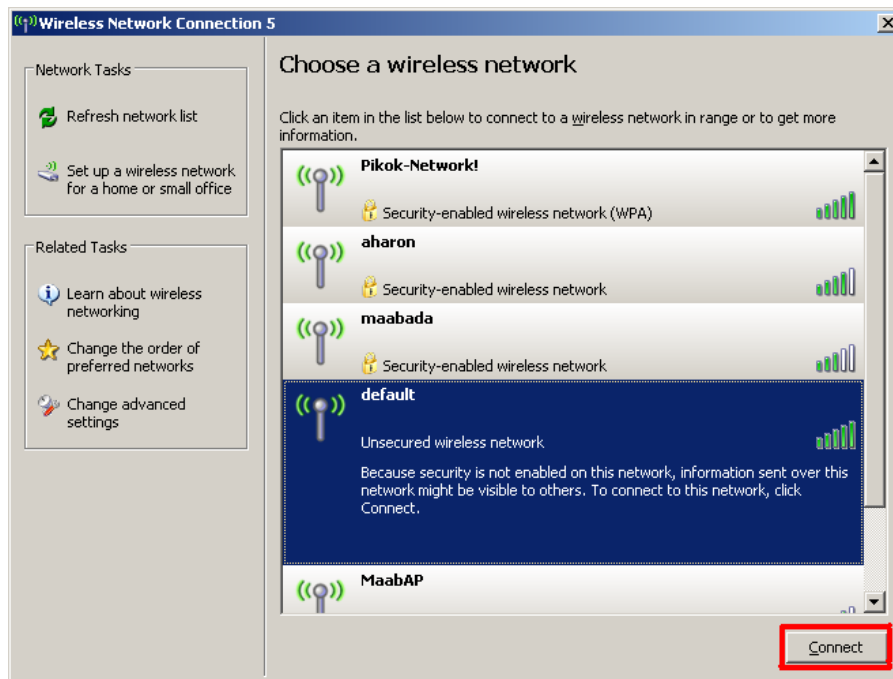 Wireless Network Connection 5
Network Tasks
Refresh network list
Set up a wireless network
for a home or small office
Related Tasks
Learn about wireless
networking
Change the order of
preferred networks
Change advanced
settings
Choose a wireless network
Click an item in the list below to connect to a wireless network in range or to get more
information.
Pikok-Network!
Security-enabled wireless network (WPA)
aharon
Security-enabled wireless network
maabada
Security-enabled wireless network
default
Unsecured wireless network
Because security is not enabled on this network, information sent over this
network might be visible to others. To connect to this network, click
Connect.
MaabAP
Connect